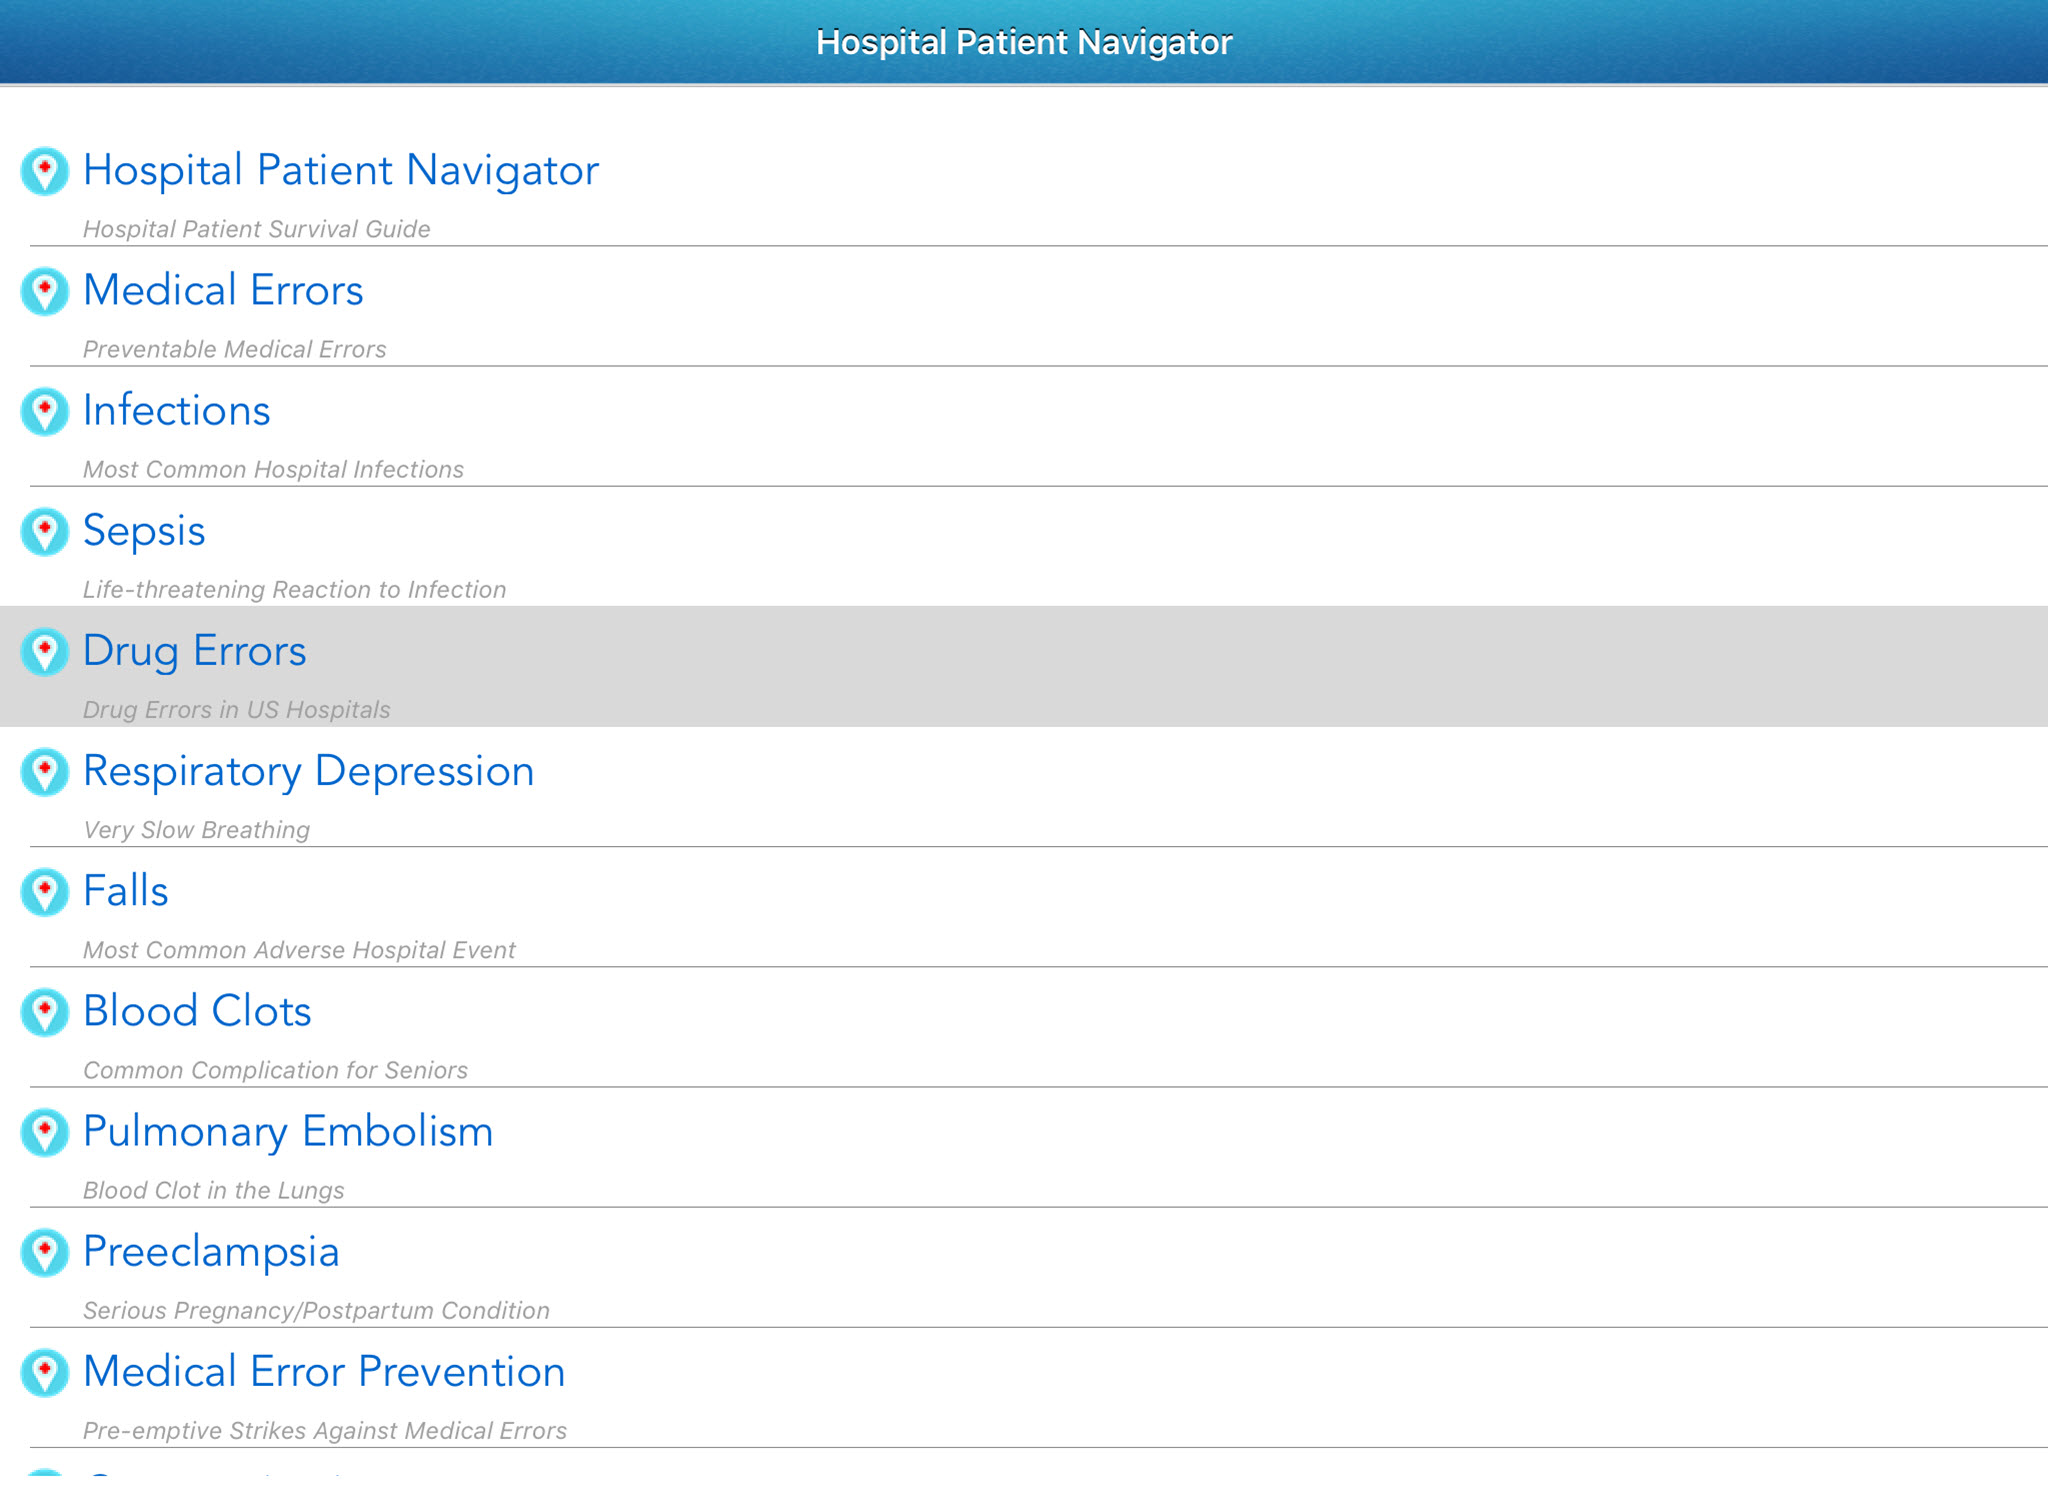 Hospital Patient Navigator
Hospital Patient Navigator
Hospital Patient Survival Guide
Medical Errors
Preventable Medical Errors
Infections
Most Common Hospital Infections
Sepsis
Life-threatening Reaction to Infection
Drug Errors
Drug Errors in US Hospitals
Respiratory Depression
Very Slow Breathing
Falls
Most Common Adverse Hospital Event
Blood Clots
Common Complication for Seniors
Pulmonary Embolism
Blood Clot in the Lungs
Preeclampsia
Serious Pregnancy/Postpartum Condition
Medical Error Prevention
Pre-emptive Strikes Against Medical Errors